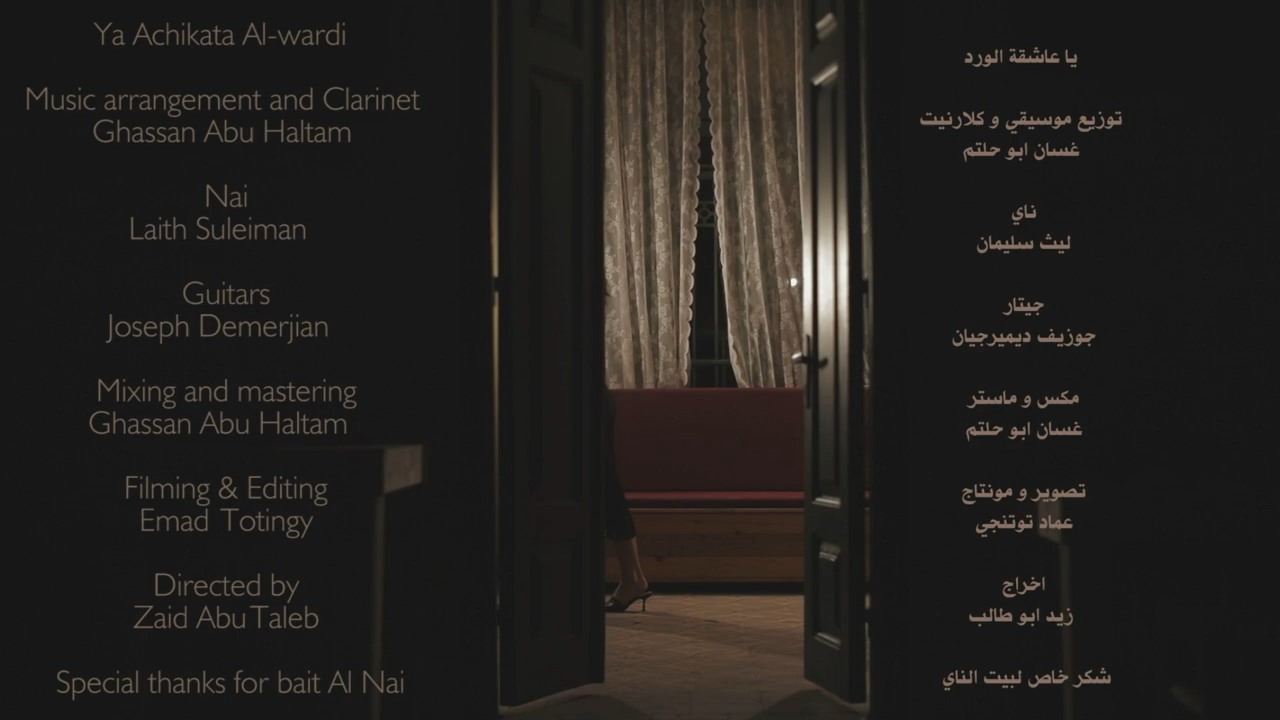 Ya Achikata Al-wardi
Music arrangement and Clarinet
Ghassan Abu Haltam
Nai
Laith Suleiman
Guitars
Joseph Demerjian
Mixing and mastering
Ghassan Abu Haltam
Filming & Editing
Emad Totingy
Directed by
Zaid Abu Taleb
Special thanks for bait Al Nai
يا عاشقة الورد
توزيع موسيقي و كلارنيت
غسان ابو حلتم
ناي
ليث سليمان
جيتار
جوزيف ديميرجيان
مكس و ماستر
غسان ابو حلتم
تصوير و مونتاج
عماد توتنجي
اخراج
زيد ابو طالب
شكر خاص لبيت الناي